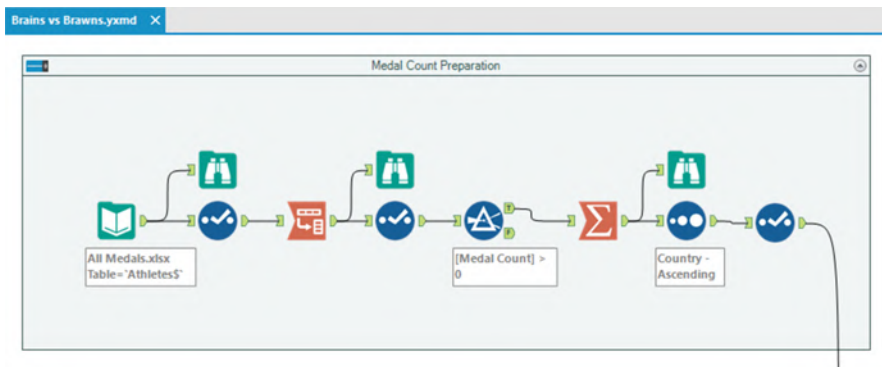 Brains vs Brawns.yxmd X
Medal Count Preparation
All Medals.xlsx
Table=`Athletes$`
T
F
[Medal Count] >
0
Country -
Ascending